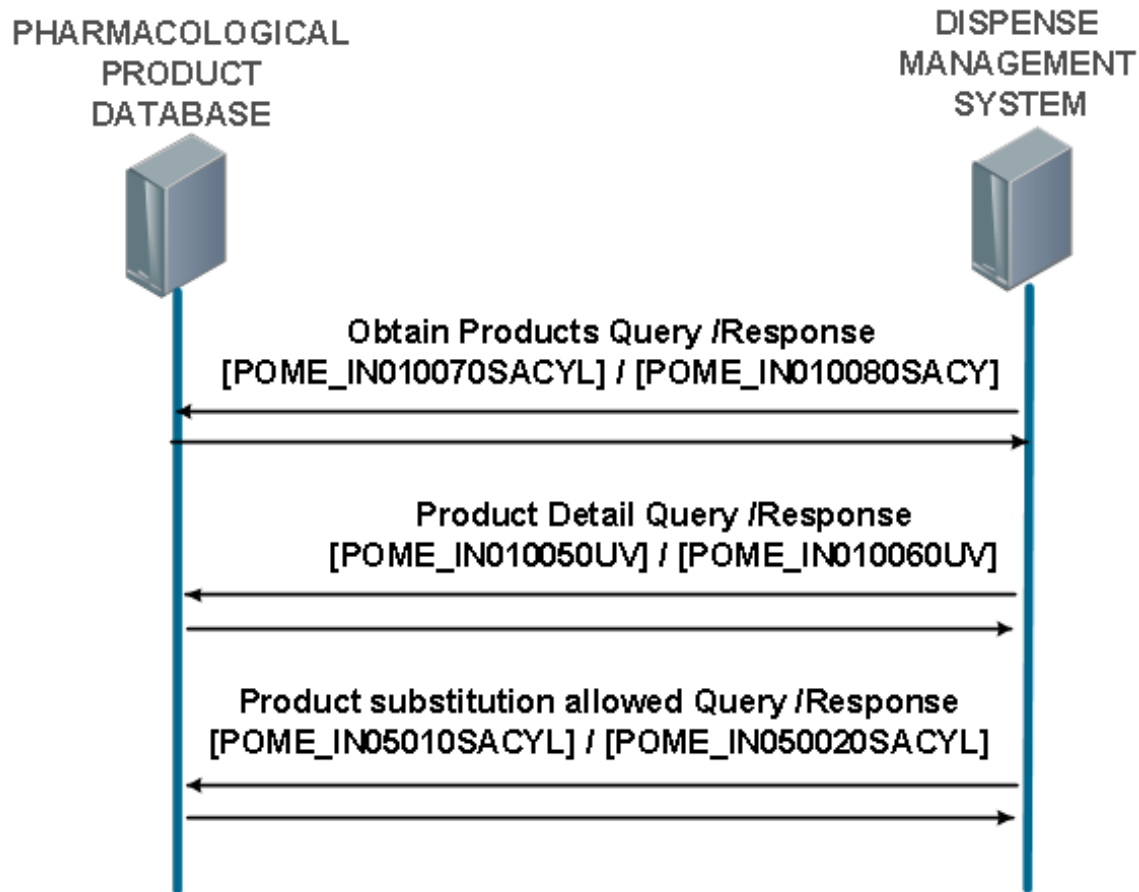 PHARMACOLOGICAL
PRODUCT
DATABASE
DISPENSE
MANAGEMENT
SYSTEM
Obtain Products Query /Response
[POME_IN010070SACYL] / [POME_IN010080SACY]
Product Detail Query /Response
[POME_IN010050UV] / [POME_IN010060UV]
Product substitution allowed Query /Response
[POME_IN05010SACYL] / [POME_IN050020SACYL]